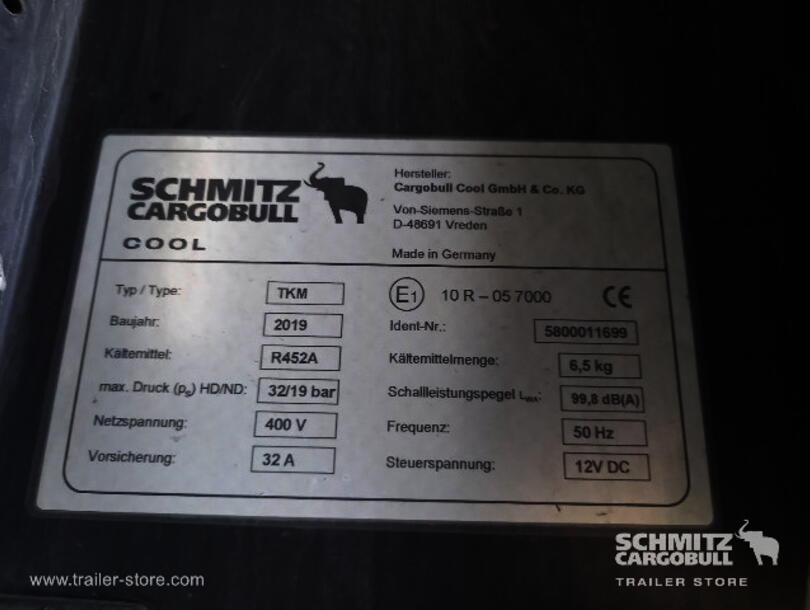 SCHMITZ
CARGOBULL
COOL
Hersteller:
Cargobull Cool GmbH & Co. KG
Von-Siemens-Straße 1
D-48691 Vreden
Made in Germany
Typ / Type: TKM
E1 10 R – 05 7000 CE
Baujahr: 2019
Ident-Nr.: 5800011699
Kältemittel: R452A
Kältemittelmenge: 6,5 kg
max. Druck (ps) HD/ND: 32/19 bar
Schallleistungspegel LWA: 99,8 dB(A)
Netzspannung: 400 V
Frequenz: 50 Hz
Vorsicherung: 32 A
Steuerspannung: 12V DC
www.trailer-store.com
SCHMITZ
CARGOBULL
TRAILER STORE